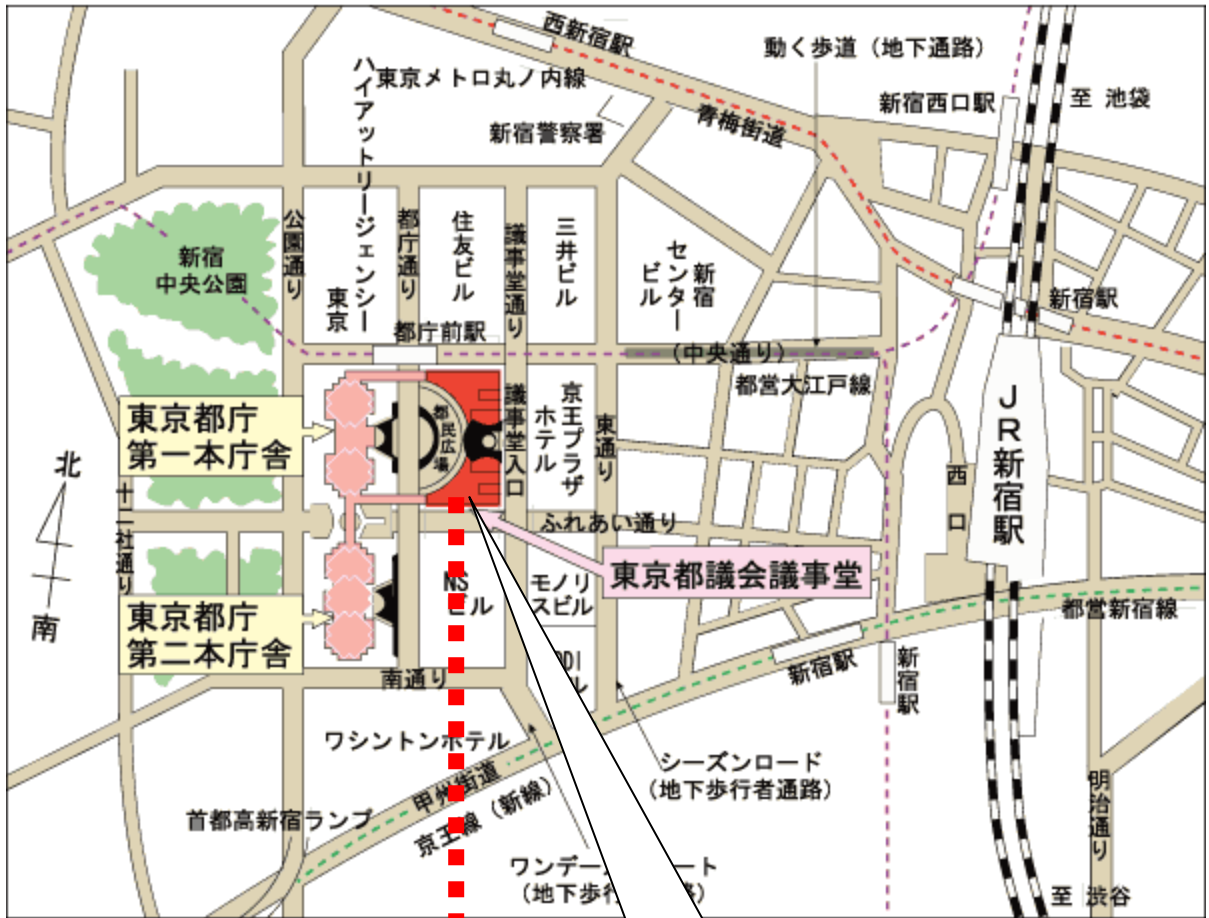 西新宿駅
動く歩道（地下通路）
東京メトロ丸ノ内線
新宿西口駅
至 池袋
新宿警察署
青梅街道
ハイアットリージェンシー
東京
公園通り
都庁通り
住友ビル
議事堂通り
三井ビル
新宿
センター
ビル
新宿
中央公園
新宿駅
都庁前駅
（中央通り）
都営大江戸線
JR新宿駅
東京都庁
第一本庁舎
都民広場
議事堂入口
京王プラザ
ホテル
東通り
西口
北
南
十二社通り
ふれあい通り
東京都議会議事堂
NS
ビル
モノリ
スビル
都営新宿線
東京都庁
第二本庁舎
新宿駅
新宿駅
南通り
ワシントンホテル
シーズンロード
（地下歩行者通路）
甲州街道
京王線（新線）
首都高新宿ランプ
明治通り
ワンデー
ート
（地下歩行
）
至 渋谷